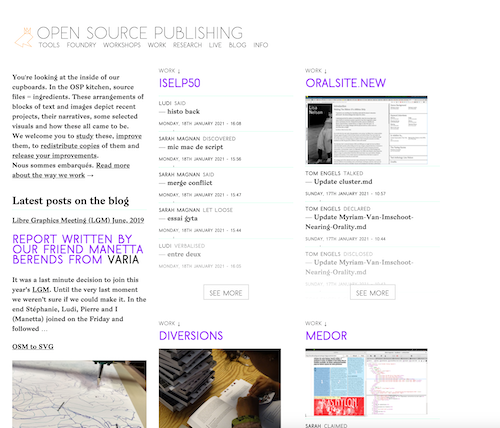 OPEN SOURCE PUBLISHING
TOOLS FOUNDRY WORKSHOPS WORK RESEARCH LIVE BLOG INFO
You're looking at the inside of our
cupboards. In the OSP kitchen, source
files = ingredients. These arrangements of
blocks of text and images depict recent
projects, their narratives, some selected
visuals and how these all came to be.
We welcome you to study these, improve
them, to redistribute copies of them and
release your improvements.
Nous sommes embarqués. Read more
about the way we work →
Latest posts on the blog
Libre Graphics Meeting (LGM) June, 2019
REPORT WRITTEN BY
OUR FRIEND MANETTA
BERENDS FROM VARIA
It was a last minute decision to join this
year's LGM. Until the very last moment
we weren't sure if we could make it. In the
end Stéphanie, Ludi, Pierre and I
(Manetta) joined on the Friday and
followed …
OSM to SVG
WORK ↓
ISELP50
LUDI SAID
— histo back
MONDAY, 18TH JANUARY 2021 - 16:08
SARAH MAGNAN DISCOVERED
— mic mac de script
MONDAY, 18TH JANUARY 2021 - 15:56
SARAH MAGNAN SAID
— merge conflict
MONDAY, 18TH JANUARY 2021 - 15:47
SARAH MAGNAN LET LOOSE
— essai gyta
MONDAY, 18TH JANUARY 2021 - 15:44
LUDI VERBALISED
— entre deux
MONDAY, 18TH JANUARY 2021 - 16:05
SEE MORE
WORK ↓
ORALSITE.NEW
TOM ENGELS TALKED
— Update cluster.md
SUNDAY, 17TH JANUARY 2021 - 10:57
TOM ENGELS DECLARED
— Update Myriam-Van-Imschoot-
Nearing-Orality.md
SUNDAY, 17TH JANUARY 2021 - 10:44
TOM ENGELS DISCLOSED
— Update Myriam-Van-Imschoot-
Nearing-Orality.md
SEE MORE
WORK ↓
DIVERSIONS
WORK ↓
MEDOR
SARAH CLAIMED